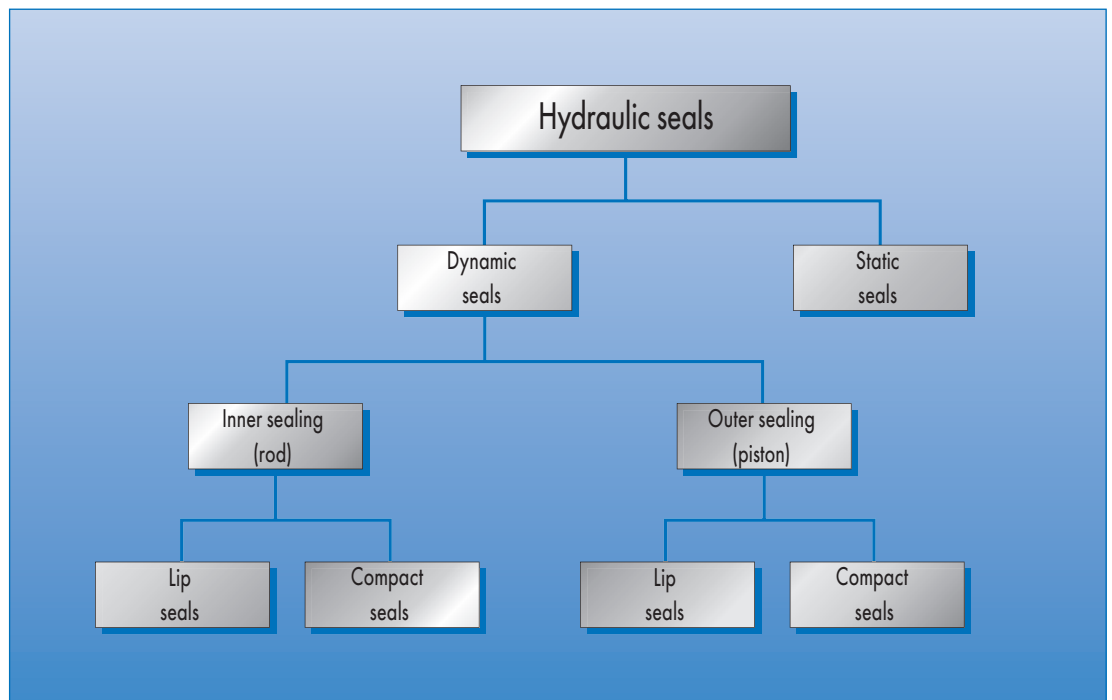 Hydraulic seals
Dynamic
seals
Static
seals
Inner sealing
(rod)
Outer sealing
(piston)
Lip
seals
Compact
seals
Lip
seals
Compact
seals